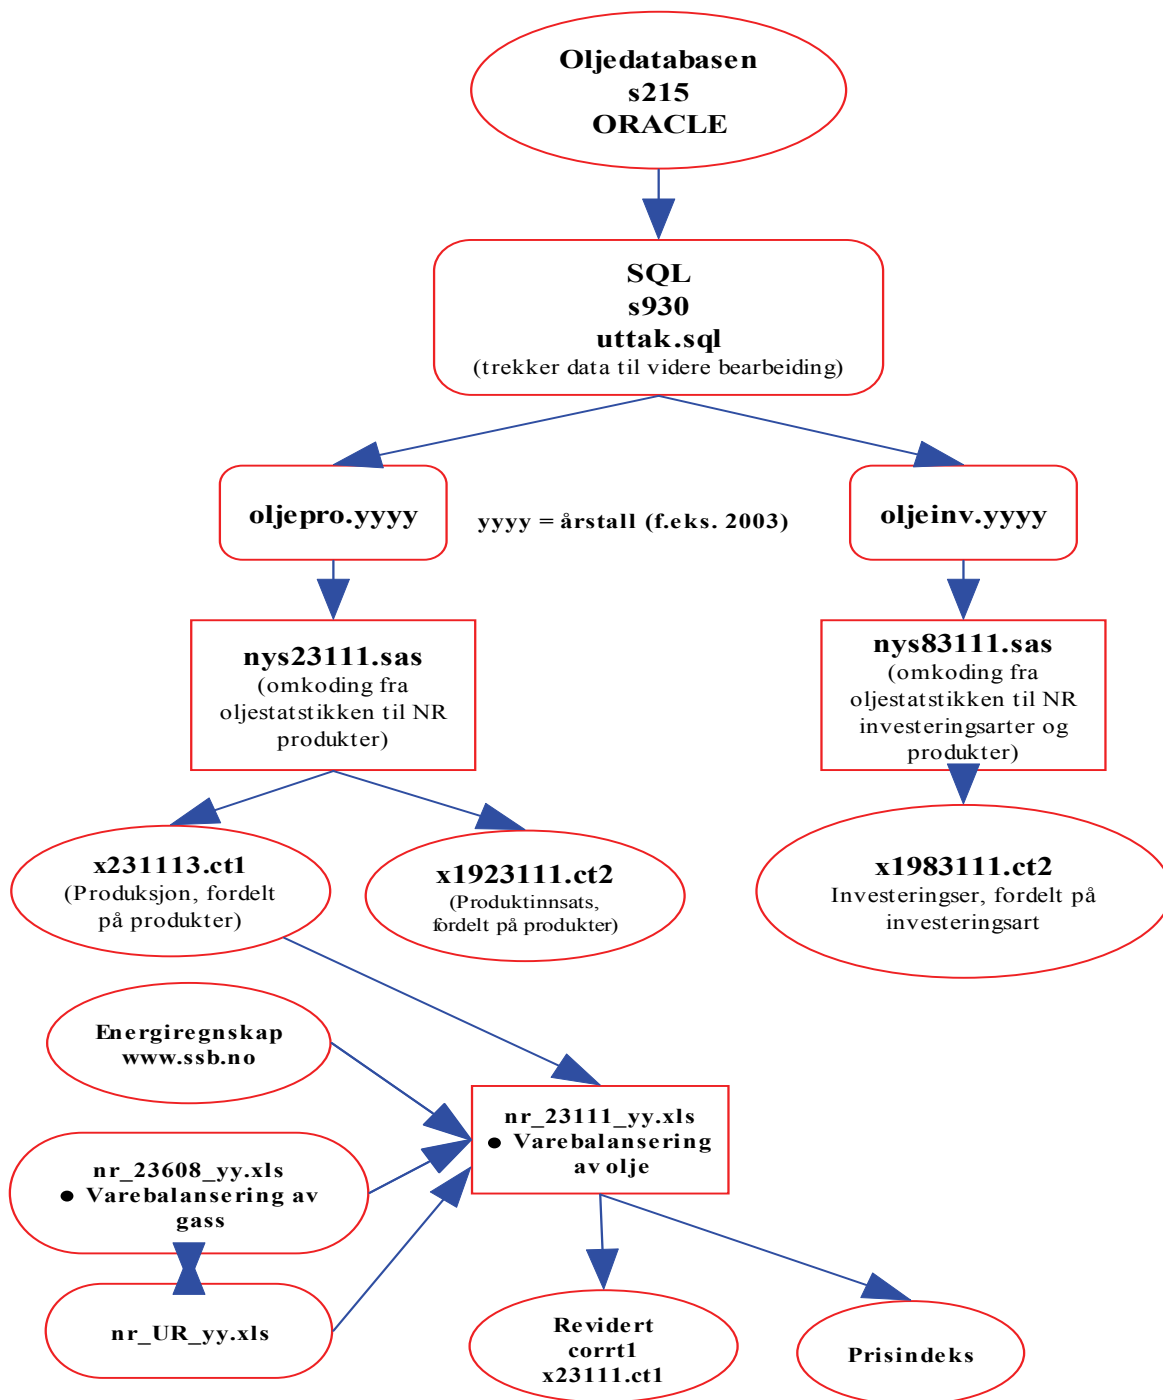 Oljedatabasen
s215
ORACLE
SQL
s930
uttak.sql
(trekker data til videre bearbeiding)
oljepro.yyyy
yyyy = årstall (f.eks. 2003)
oljeinv.yyyy
nys23111.sas
(omkoding fra
oljestatstikken til NR
produkter)
nys83111.sas
(omkoding fra
oljestatstikken til NR
investeringsarter og
produkter)
x231113.ct1
(Produksjon, fordelt
på produkter)
x1923111.ct2
(Produktinnsats,
fordelt på produkter)
x1983111.ct2
Investeringser, fordelt på
investeringsart
Energiregnskap
www.ssb.no
nr_23111_yy.xls
● Varebalansering
av olje
nr_23608_yy.xls
● Varebalansering av
gass
nr_UR_yy.xls
Revidert
corrt1
x23111.ct1
Prisindeks